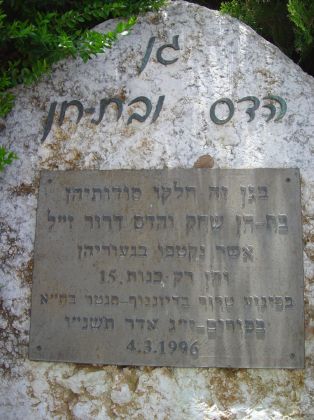 גן
הדס ובת-חן
בגן זה חלקו סודותיהן
בת-חן שחק והדס דרור ז״ל
אשר נקטפו בנעוריהן
והן רק בנות 15
בפיגוע טרור בדיזנגוף-סנטר בת״א
בפורים-י״ג אדר תשנ״ו
4.3.1996